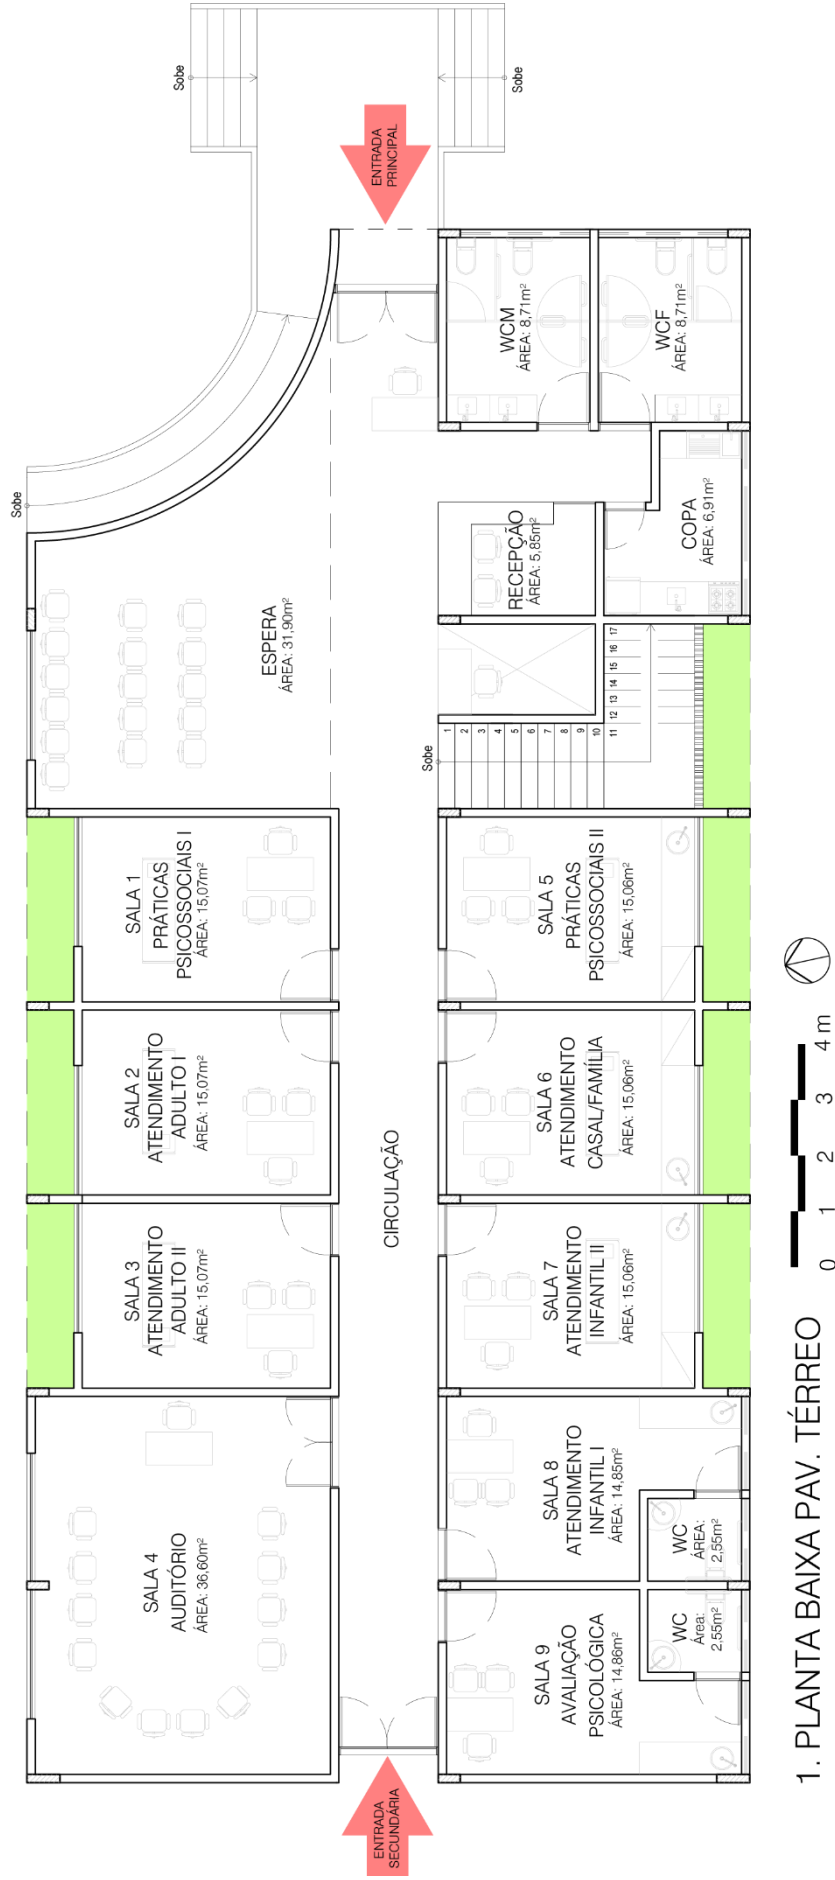 Sobe
Sobe
ENTRADA
PRINCIPAL
Sobe
WCM
ÁREA: 8,71m²
WCF
ÁREA: 8,71m²
RECEPÇÃO
ÁREA: 5,85m²
COPA
ÁREA: 6,91m²
ESPERA
ÁREA: 31,90m²
Sobe
1
2
3
4
5
6
7
8
9
10
11
12
13
14
15
16
17
SALA 1
PRÁTICAS
PSICOSSOCIAIS I
ÁREA: 15,07m²
SALA 5
PRÁTICAS
PSICOSSOCIAIS II
ÁREA: 15,06m²
SALA 2
ATENDIMENTO
ADULTO I
ÁREA: 15,07m²
SALA 6
ATENDIMENTO
CASAL/FAMÍLIA
ÁREA: 15,06m²
CIRCULAÇÃO
SALA 3
ATENDIMENTO
ADULTO II
ÁREA: 15,07m²
SALA 7
ATENDIMENTO
INFANTIL II
ÁREA: 15,06m²
SALA 4
AUDITÓRIO
ÁREA: 36,60m²
SALA 8
ATENDIMENTO
INFANTIL I
ÁREA: 14,85m²
WC
ÁREA:
2,55m²
SALA 9
AVALIAÇÃO
PSICOLÓGICA
ÁREA: 14,86m²
WC
Área:
2,55m²
ENTRADA
SECUNDÁRIA
1. PLANTA BAIXA PAV. TÉRREO
0 1 2 3 4 m